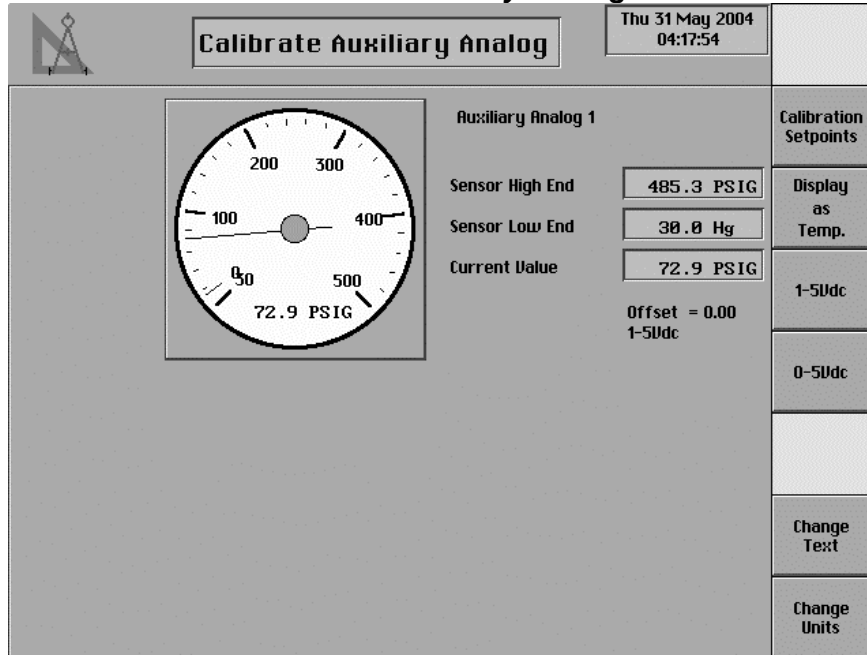 Calibrate Auxiliary Analog
Thu 31 May 2004
04:17:54
200
300
100
400
0
50
500
72.9 PSIG
Auxiliary Analog 1
Sensor High End
485.3 PSIG
Sensor Low End
30.0 Hg
Current Value
72.9 PSIG
Offset = 0.00
1-5Vdc
Calibration
Setpoints
Display
as
Temp.
1-5Vdc
0-5Vdc
Change
Text
Change
Units